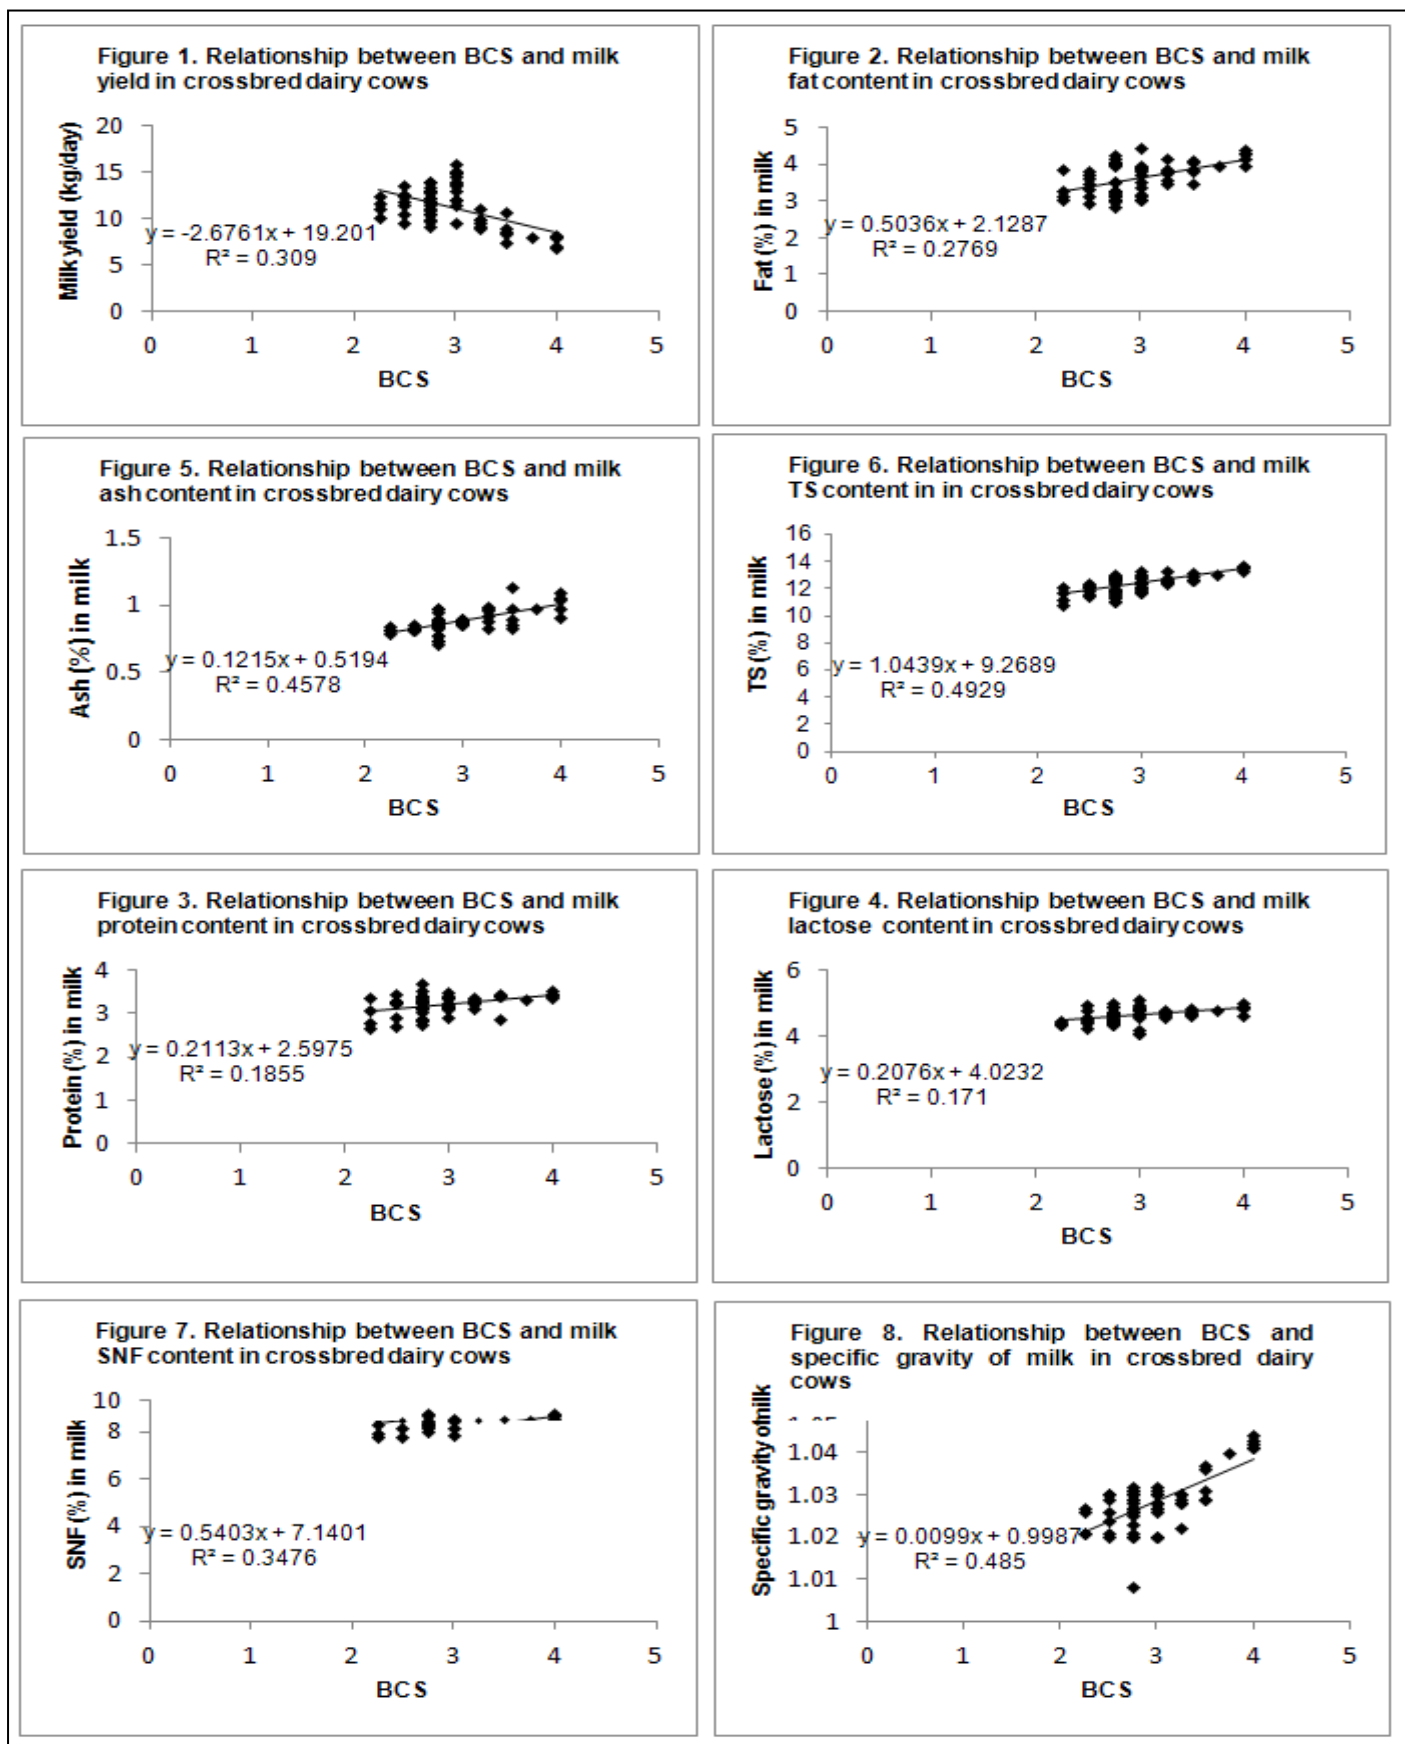 Figure 1. Relationship between BCS and milk
yield in crossbred dairy cows
Milk yield (kg/day)
20
15
10
5
0
y = -2.6761x + 19.201
R² = 0.309
0 1 2 3 4 5
BCS
Figure 2. Relationship between BCS and milk
fat content in crossbred dairy cows
Fat (%) in milk
5
4
3
2
1
0
y = 0.5036x + 2.1287
R² = 0.2769
0 1 2 3 4 5
BCS
Figure 5. Relationship between BCS and milk
ash content in crossbred dairy cows
Ash (%) in milk
1.5
1
0.5
0
y = 0.1215x + 0.5194
R² = 0.4578
0 1 2 3 4 5
BCS
Figure 6. Relationship between BCS and milk
TS content in in crossbred dairy cows
TS (%) in milk
16
14
12
10
8
6
4
2
0
y = 1.0439x + 9.2689
R² = 0.4929
0 1 2 3 4 5
BCS
Figure 3. Relationship between BCS and milk
protein content in crossbred dairy cows
Protein (%) in milk
4
3
2
1
0
y = 0.2113x + 2.5975
R² = 0.1855
0 1 2 3 4 5
BCS
Figure 4. Relationship between BCS and milk
lactose content in crossbred dairy cows
Lactose (%) in milk
6
4
2
0
y = 0.2076x + 4.0232
R² = 0.171
0 1 2 3 4 5
BCS
Figure 7. Relationship between BCS and milk
SNF content in crossbred dairy cows
SNF (%) in milk
10
8
6
4
2
0
y = 0.5403x + 7.1401
R² = 0.3476
0 1 2 3 4 5
BCS
Figure 8. Relationship between BCS and
specific gravity of milk in crossbred dairy
cows
Specific gravity of milk
1.04
1.03
1.02
1.01
1
y = 0.0099x + 0.9987
R² = 0.485
0 1 2 3 4 5
BCS